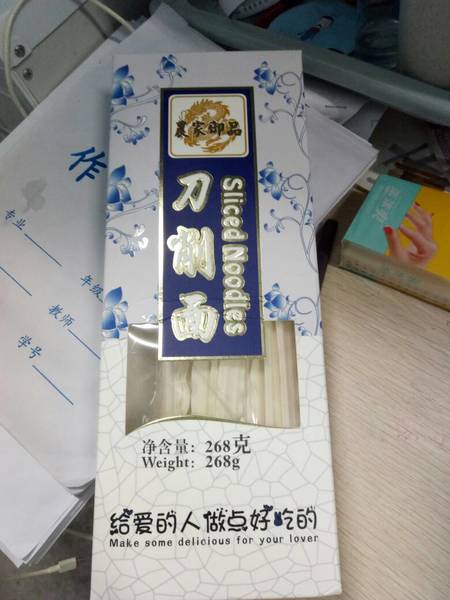 農家御品
刀削面
Sliced Noodles
净含量：268克
Weight：268g
给爱的人做点好吃的
Make some delicious for your lover
作
专业
年级
教师
学号